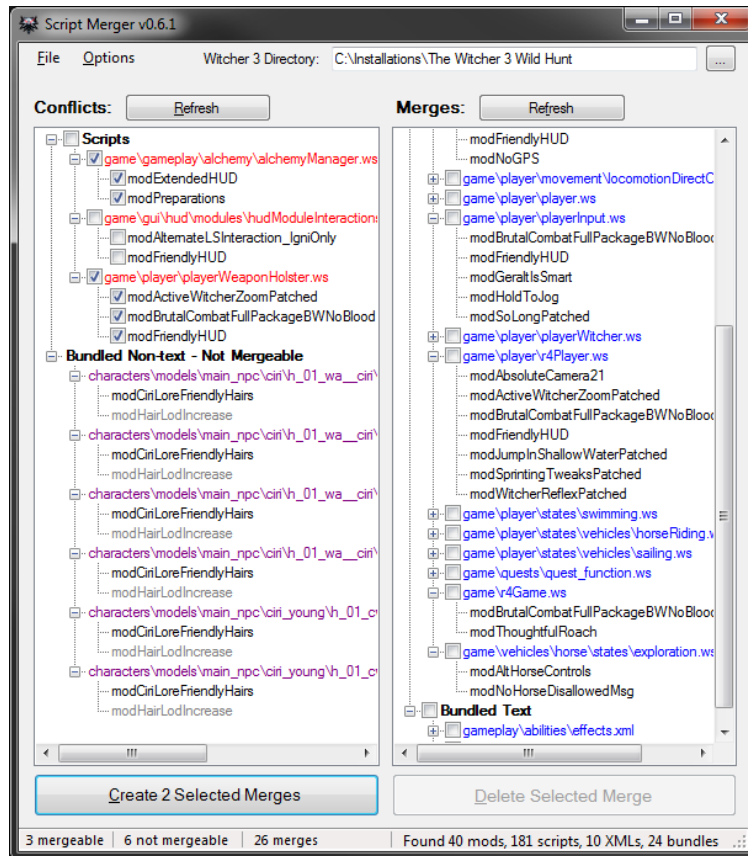 Script Merger v0.6.1
File Options Witcher 3 Directory: C:\Installations\The Witcher 3 Wild Hunt ...
Conflicts: Refresh
Scripts
game\gameplay\alchemy\alchemyManager.ws
modExtendedHUD
modPreparations
game\gui\hud\modules\hudModuleInteractions
modAlternateLSInteraction_IgniOnly
modFriendlyHUD
game\player\playerWeaponHolster.ws
modActiveWitcherZoomPatched
modBrutalCombatFullPackageBWNoBlood
modFriendlyHUD
Bundled Non-text - Not Mergeable
characters\models\main_npc\ciri\h_01_wa__ciri\
modCiriLoreFriendlyHairs
modHairLodIncrease
characters\models\main_npc\ciri\h_01_wa__ciri\
modCiriLoreFriendlyHairs
modHairLodIncrease
characters\models\main_npc\ciri\h_01_wa__ciri\
modCiriLoreFriendlyHairs
modHairLodIncrease
characters\models\main_npc\ciri\h_01_wa__ciri\
modCiriLoreFriendlyHairs
modHairLodIncrease
characters\models\main_npc\ciri_young\h_01_c
modCiriLoreFriendlyHairs
modHairLodIncrease
characters\models\main_npc\ciri_young\h_01_c
modCiriLoreFriendlyHairs
modHairLodIncrease
Create 2 Selected Merges
Merges: Refresh
modFriendlyHUD
modNoGPS
game\player\movement\locomotionDirectC
game\player\player.ws
game\player\playerInput.ws
modBrutalCombatFullPackageBWNoBlood
modFriendlyHUD
modGeraltIsSmart
modHoldToJog
modSoLongPatched
game\player\playerWitcher.ws
game\player\r4Player.ws
modAbsoluteCamera21
modActiveWitcherZoomPatched
modBrutalCombatFullPackageBWNoBlood
modFriendlyHUD
modJumpInShallowWaterPatched
modSprintingTweaksPatched
modWitcherReflexPatched
game\player\states\swimming.ws
game\player\states\vehicles\horseRiding.w
game\player\states\vehicles\sailing.ws
game\quests\quest_function.ws
game\r4Game.ws
modBrutalCombatFullPackageBWNoBlood
modThoughtfulRoach
game\vehicles\horse\states\exploration.ws
modAltHorseControls
modNoHorseDisallowedMsg
Bundled Text
gameplay\abilities\effects.xml
Delete Selected Merge
3 mergeable 6 not mergeable 26 merges Found 40 mods, 181 scripts, 10 XMLs, 24 bundles